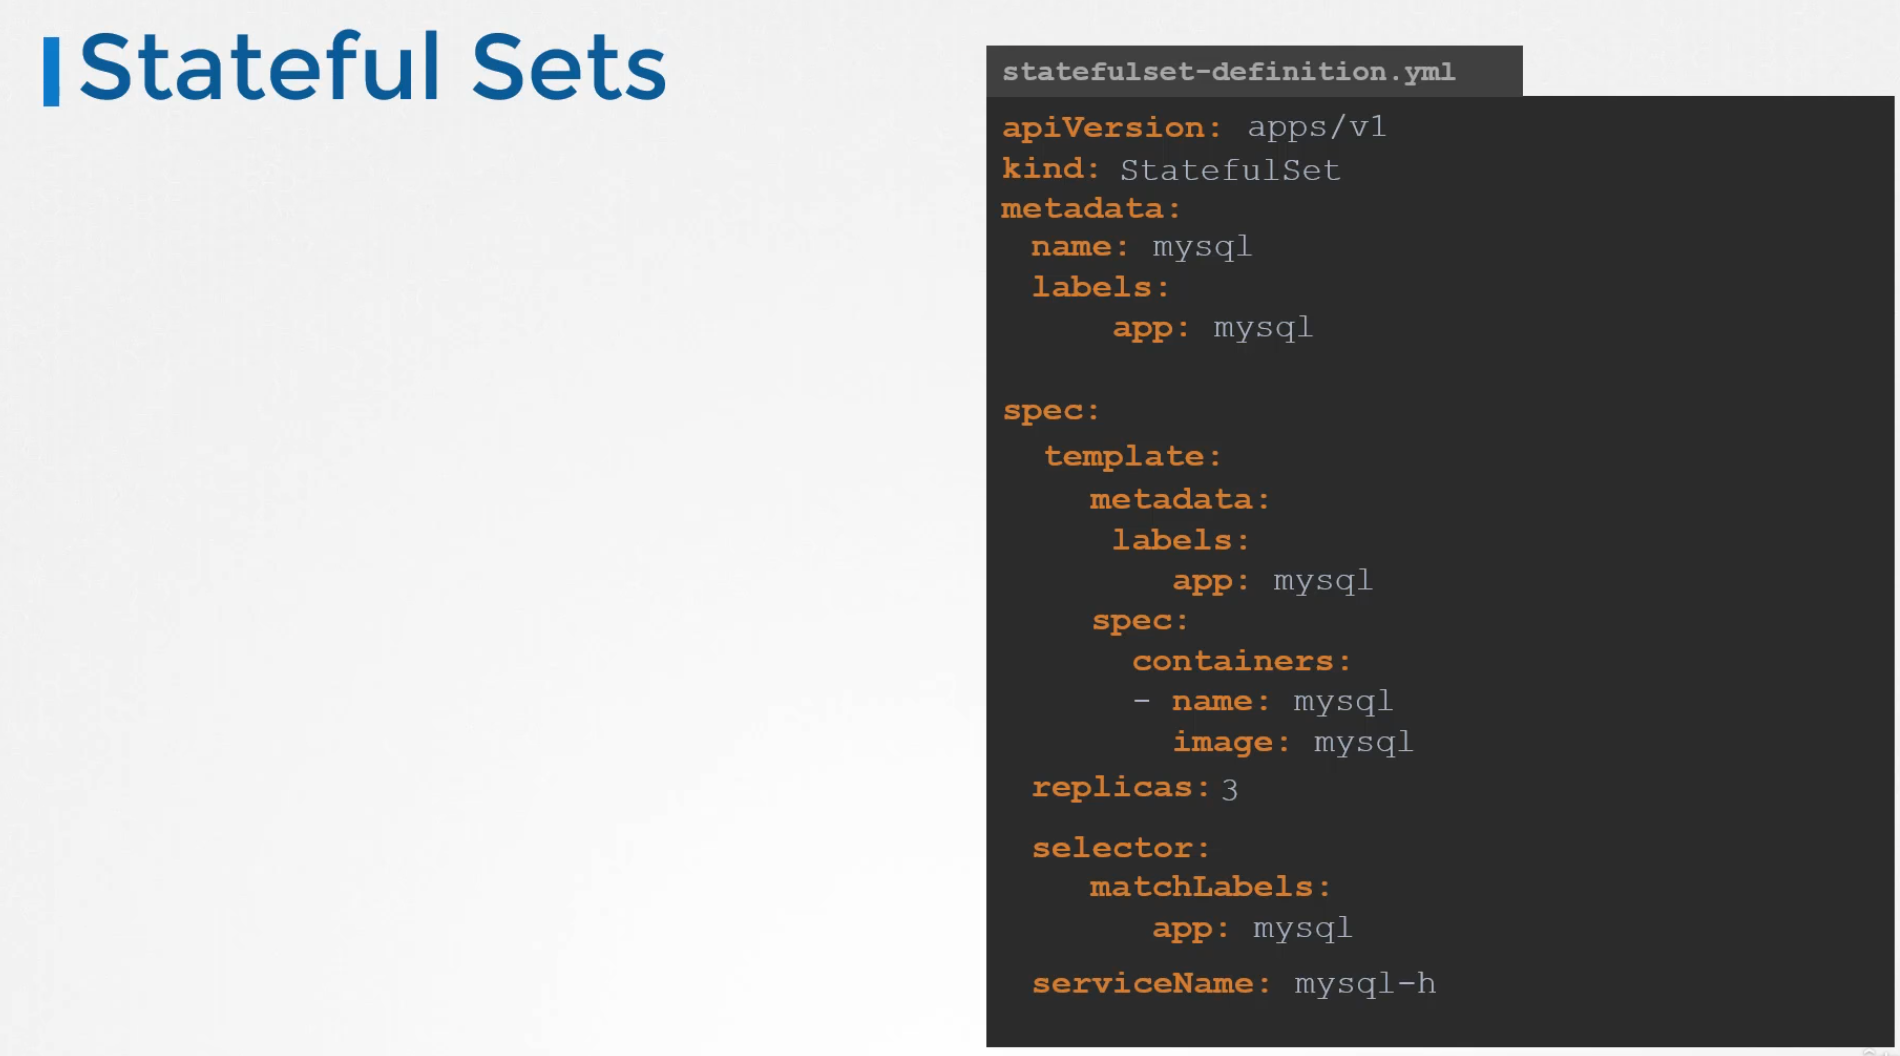 Stateful Sets
statefulset-definition.yml
apiVersion: apps/v1
kind: StatefulSet
metadata:
  name: mysql
  labels:
      app: mysql
spec:
  template:
    metadata:
     labels:
        app: mysql
    spec:
      containers:
      - name: mysql
        image: mysql
  replicas: 3
  selector:
    matchLabels:
       app: mysql
  serviceName: mysql-h